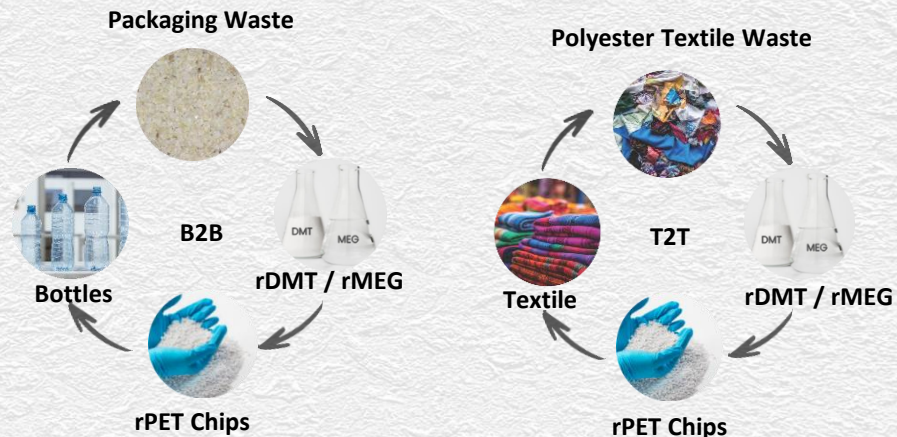 Packaging Waste
B2B
DMT
MEG
rDMT / rMEG
Bottles
rPET Chips
Polyester Textile Waste
T2T
DMT
MEG
rDMT / rMEG
Textile
rPET Chips